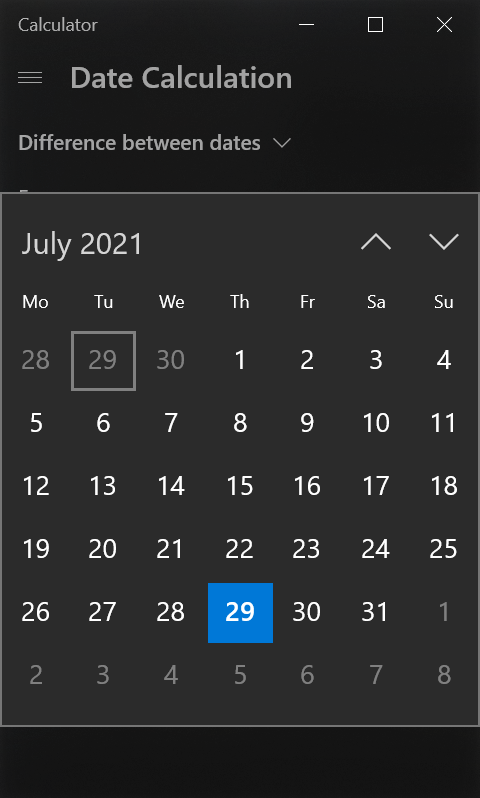 Calculator
Date Calculation
Difference between dates
July 2021
Mo Tu We Th Fr Sa Su
28 29 30 1 2 3 4
5 6 7 8 9 10 11
12 13 14 15 16 17 18
19 20 21 22 23 24 25
26 27 28 29 30 31 1
2 3 4 5 6 7 8